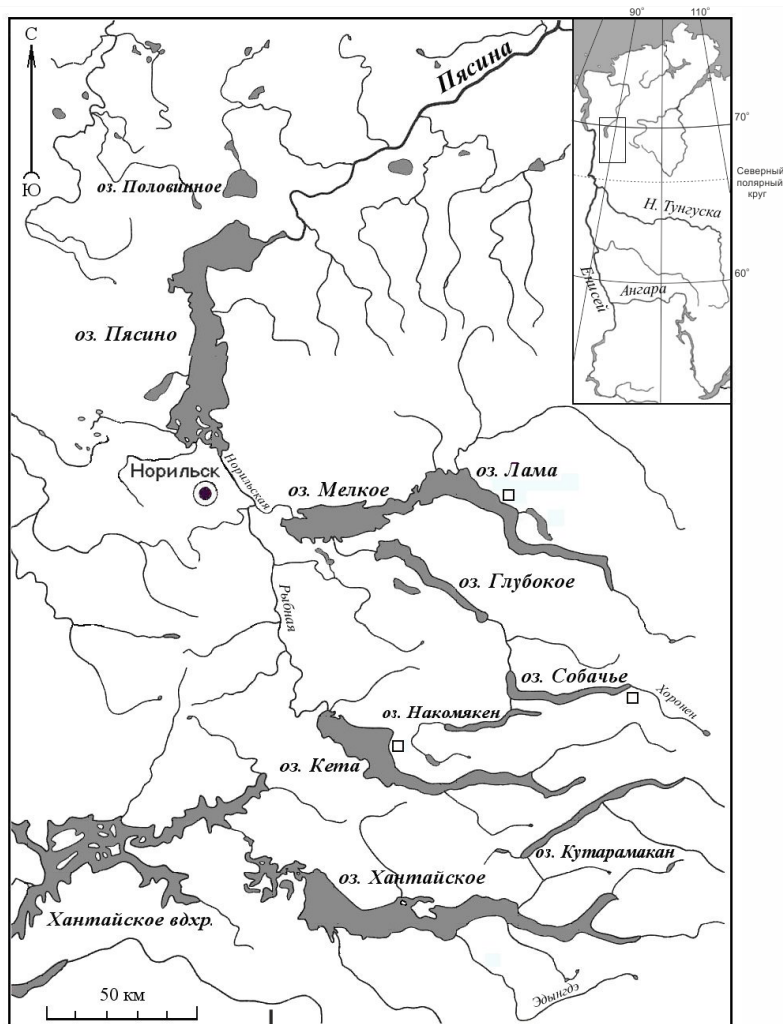 90°
110°
С
Пясина
70°
Северный
полярный
круг
Ю
оз. Половинное
Н. Тунгуска
60°
Енисей
Ангара
оз. Пясино
Норильск
Норильская
оз. Мелкое
оз. Лама
оз. Глубокое
Рыбная
оз. Собачье
Хоронен
оз. Накомякен
оз. Кета
оз. Кутарамакан
оз. Хантайское
Хантайское вдхр.
50 км
Эдынгдэ